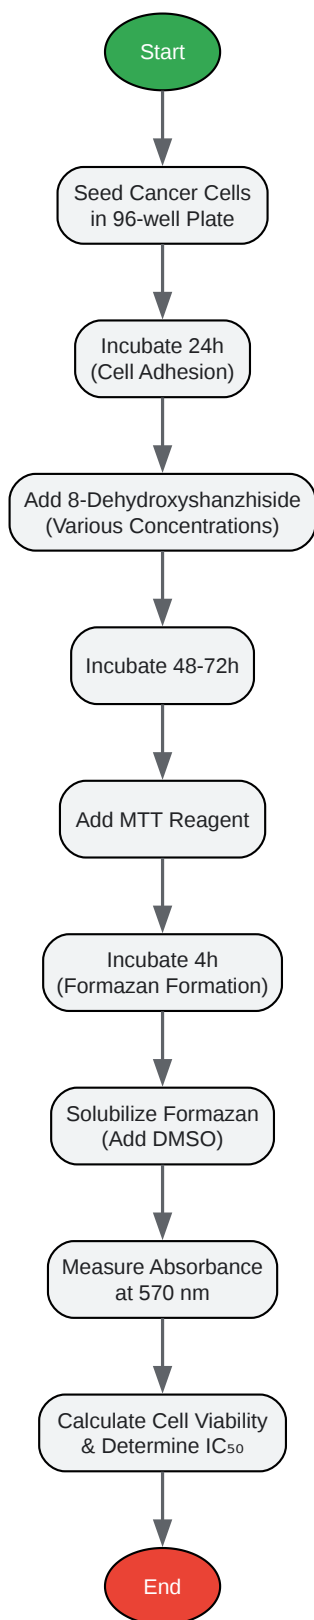 Start
Seed Cancer Cells
in 96-well Plate
Incubate 24h
(Cell Adhesion)
Add 8-Dehydroxyshanzhiside
(Various Concentrations)
Incubate 48-72h
Add MTT Reagent
Incubate 4h
(Formazan Formation)
Solubilize Formazan
(Add DMSO)
Measure Absorbance
at 570 nm
Calculate Cell Viability
& Determine IC₅₀
End